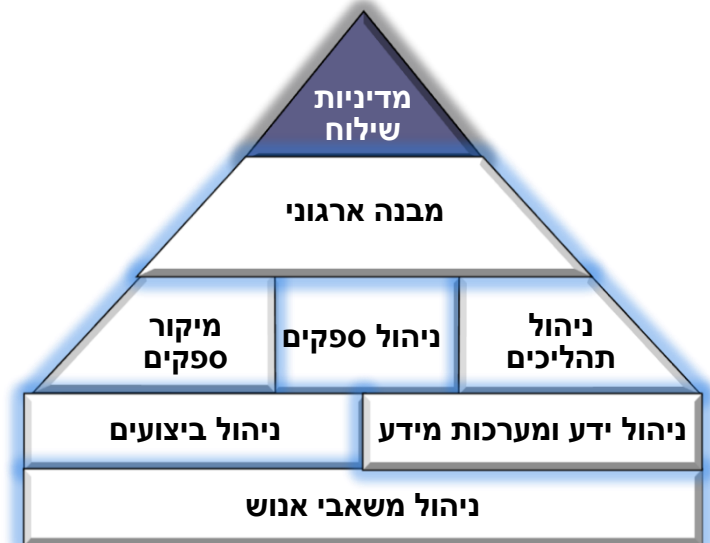 מדיניות
שילוח
מבנה ארגוני
ניהול
תהליכים
ניהול ספקים
מיקור
ספקים
ניהול ידע ומערכות מידע
ניהול ביצועים
ניהול משאבי אנוש